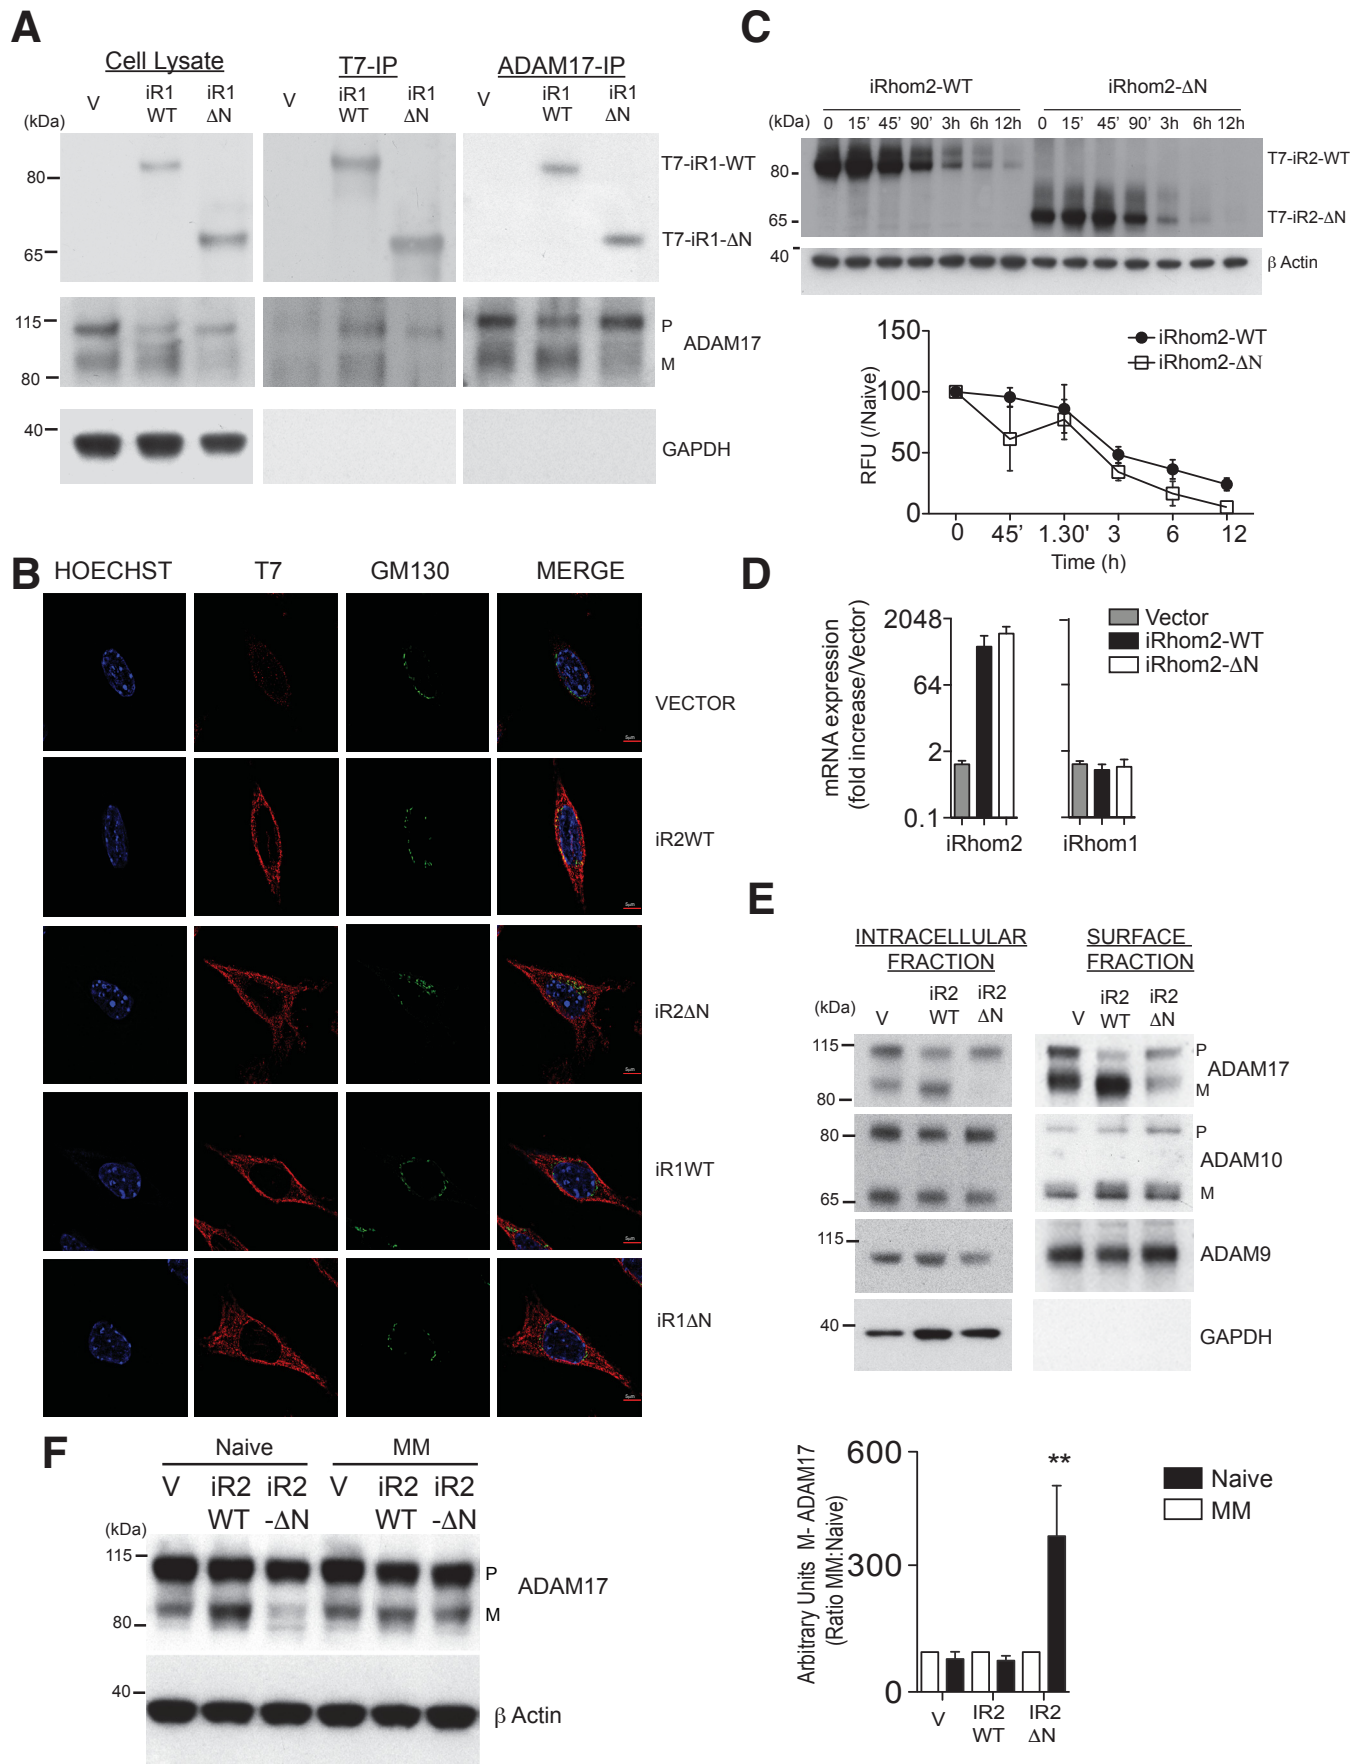 A
Cell Lysate
T7-IP
ADAM17-IP
V
iR1 WT
iR1 ΔN
V
iR1 WT
iR1 ΔN
V
iR1 WT
iR1 ΔN
(kDa)
80
65
T7-iR1-WT
T7-iR1-ΔN
115
80
P
M
ADAM17
40
GAPDH
B
HOECHST
T7
GM130
MERGE
VECTOR
5μm
iR2WT
5μm
iR2ΔN
5μm
iR1WT
5μm
iR1ΔN
5μm
C
iRhom2-WT
iRhom2-ΔN
(kDa)
0 15’ 45’ 90’ 3h 6h 12h
0 15’ 45’ 90’ 3h 6h 12h
80
65
T7-iR2-WT
T7-iR2-ΔN
40
β Actin
RFU (/Naive)
150
100
50
0
iRhom2-WT
iRhom2-ΔN
0 45’ 1.30’ 3 6 12
Time (h)
D
mRNA expression
(fold increase/Vector)
2048
64
2
0.1
Vector
iRhom2-WT
iRhom2-ΔN
iRhom2
iRhom1
E
INTRACELLULAR
FRACTION
SURFACE
FRACTION
(kDa)
V
iR2 WT
iR2 ΔN
V
iR2 WT
iR2 ΔN
115
80
P
M
ADAM17
80
65
P
M
ADAM10
115
ADAM9
40
GAPDH
F
Naive
MM
V
iR2 WT
iR2 -ΔN
V
iR2 WT
iR2 -ΔN
(kDa)
115
80
P
M
ADAM17
40
β Actin
Arbitrary Units M- ADAM17
(Ratio MM:Naive)
600
300
0
**
Naive
MM
V
IR2 WT
IR2 ΔN